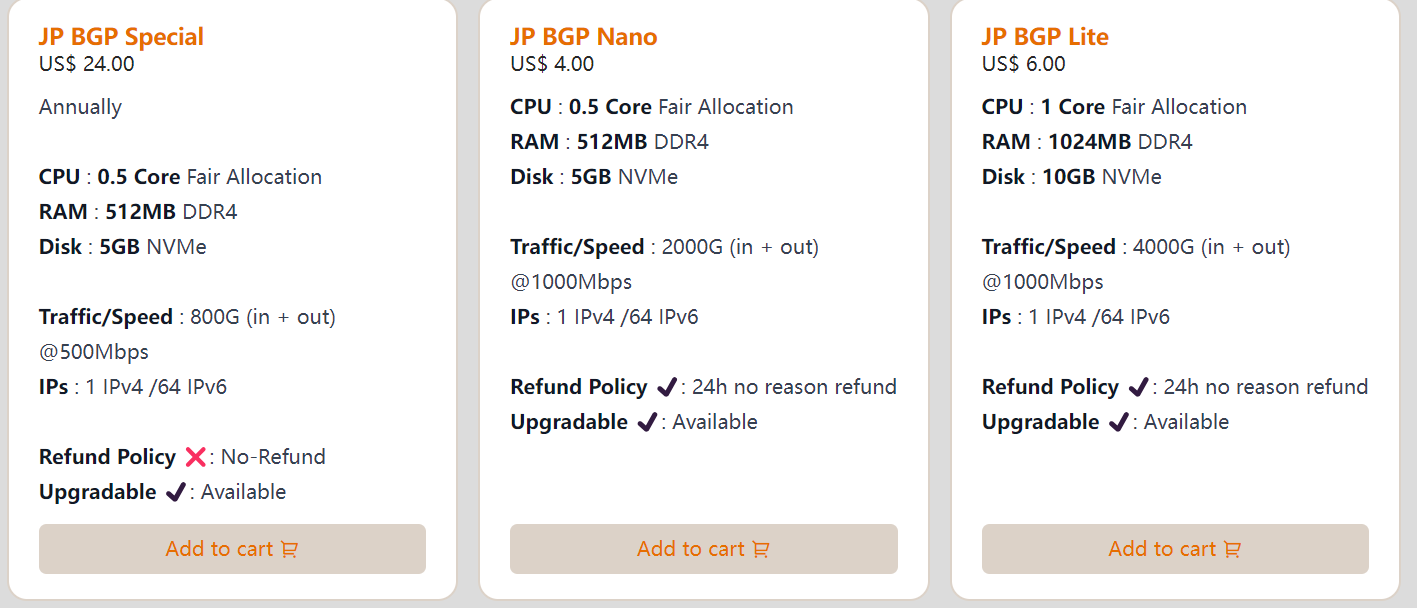 JP BGP Special
US$ 24.00
Annually
CPU : 0.5 Core Fair Allocation
RAM : 512MB DDR4
Disk : 5GB NVMe
Traffic/Speed : 800G (in + out)
@500Mbps
IPs : 1 IPv4 /64 IPv6
Refund Policy ❌: No-Refund
Upgradable ✔: Available
Add to cart
JP BGP Nano
US$ 4.00
CPU : 0.5 Core Fair Allocation
RAM : 512MB DDR4
Disk : 5GB NVMe
Traffic/Speed : 2000G (in + out)
@1000Mbps
IPs : 1 IPv4 /64 IPv6
Refund Policy ✔: 24h no reason refund
Upgradable ✔: Available
Add to cart
JP BGP Lite
US$ 6.00
CPU : 1 Core Fair Allocation
RAM : 1024MB DDR4
Disk : 10GB NVMe
Traffic/Speed : 4000G (in + out)
@1000Mbps
IPs : 1 IPv4 /64 IPv6
Refund Policy ✔: 24h no reason refund
Upgradable ✔: Available
Add to cart